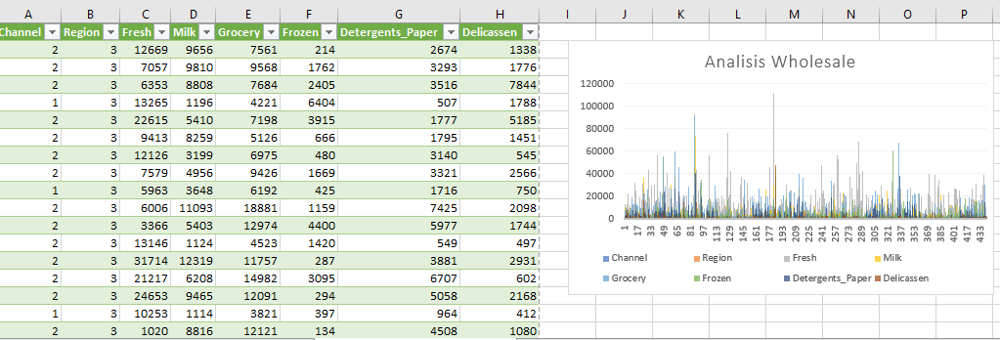 A B C D E F G H I J K L M N O P
Channel Region Fresh Milk Grocery Frozen Detergents_Paper Delicassen
2 3 12669 9656 7561 214 2674 1338
2 3 7057 9810 9568 1762 3293 1776
2 3 6353 8808 7684 2405 3516 7844
1 3 13265 1196 4221 6404 507 1788
2 3 22615 5410 7198 3915 1777 5185
2 3 9413 8259 5126 666 1795 1451
2 3 12126 3199 6975 480 3140 545
2 3 7579 4956 9426 1669 3321 2566
1 3 5963 3648 6192 425 1716 750
2 3 6006 11093 18881 1159 7425 2098
2 3 3366 5403 12974 4400 5977 1744
2 3 13146 1124 4523 1420 549 497
2 3 31714 12319 11757 287 3881 2931
2 3 21217 6208 14982 3095 6707 602
2 3 24653 9465 12091 294 5058 2168
1 3 10253 1114 3821 397 964 412
2 3 1020 8816 12121 134 4508 1080
Analisis Wholesale
120000
100000
80000
60000
40000
20000
0
1 17 33 49 65 81 97 113 129 145 161 177 193 209 225 241 257 273 289 305 321 337 353 369 385 401 417 433
Channel Region Fresh Milk
Grocery Frozen Detergents_Paper Delicassen